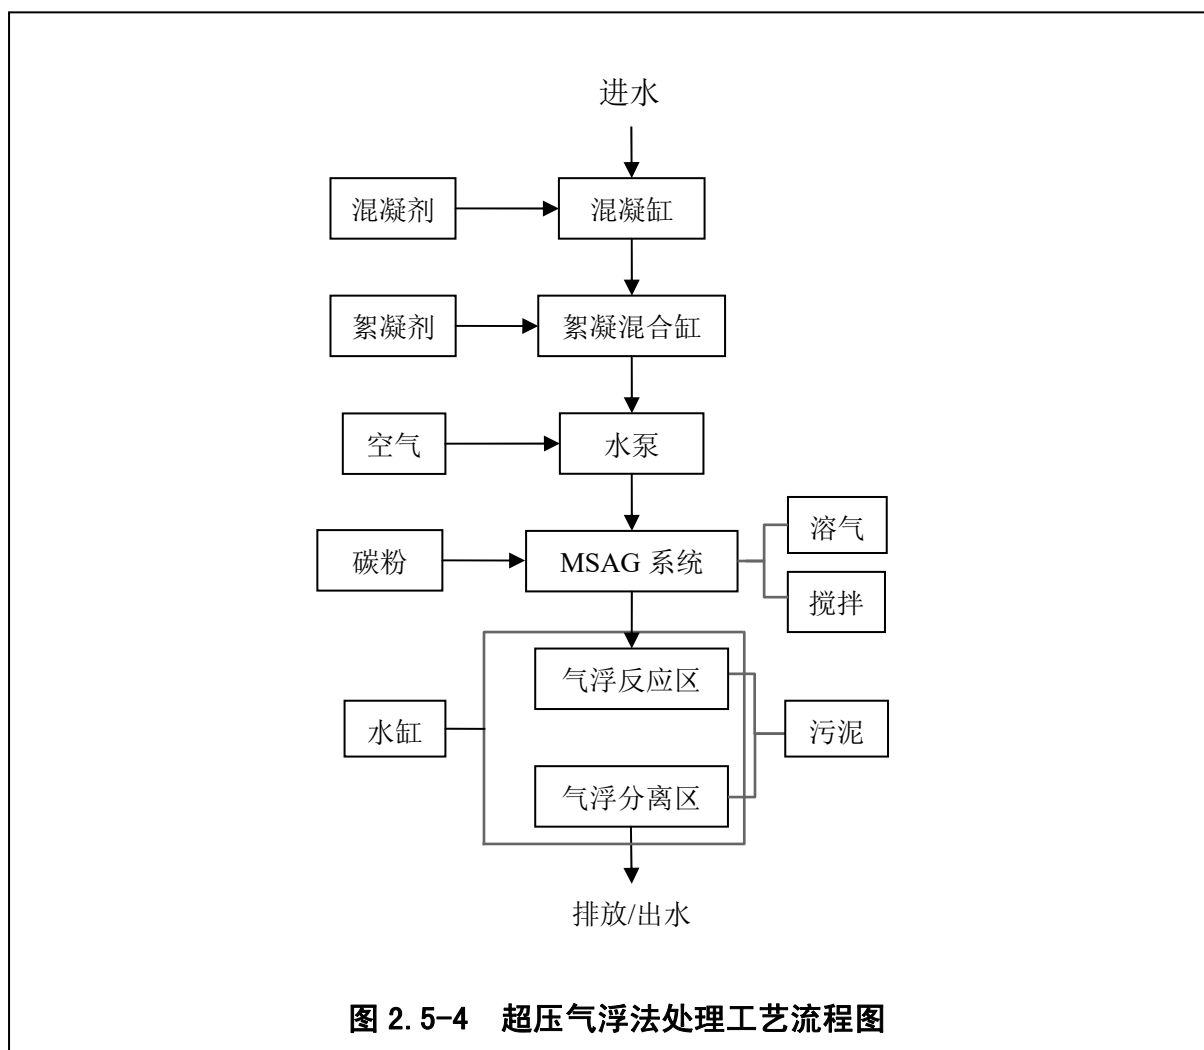 进水
混凝剂
混凝缸
絮凝剂
絮凝混合缸
空气
水泵
溶气
碳粉
MSAG 系统
搅拌
气浮反应区
水缸
污泥
气浮分离区
排放/出水
图 2.5-4 超压气浮法处理工艺流程图